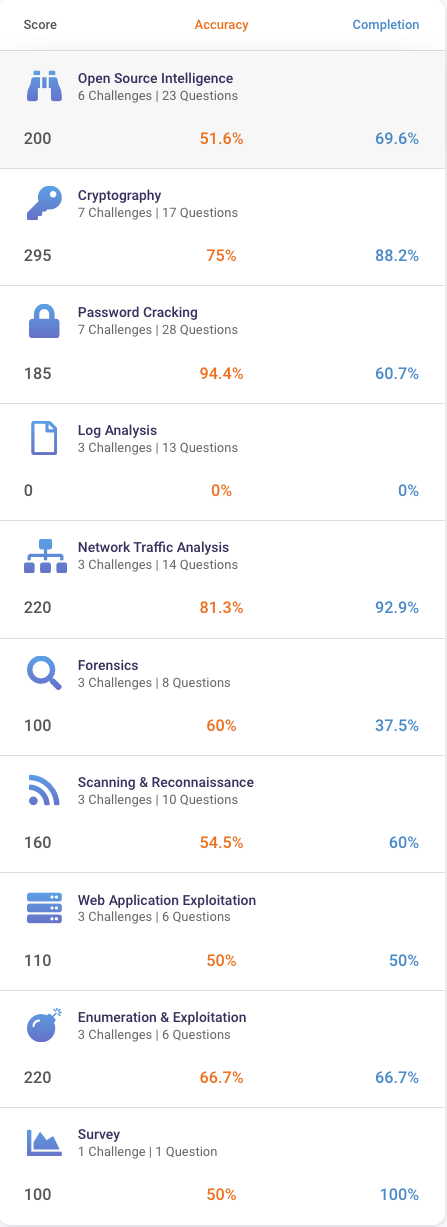 Score Accuracy Completion
Open Source Intelligence
6 Challenges | 23 Questions
200 51.6% 69.6%
Cryptography
7 Challenges | 17 Questions
295 75% 88.2%
Password Cracking
7 Challenges | 28 Questions
185 94.4% 60.7%
Log Analysis
3 Challenges | 13 Questions
0 0% 0%
Network Traffic Analysis
3 Challenges | 14 Questions
220 81.3% 92.9%
Forensics
3 Challenges | 8 Questions
100 60% 37.5%
Scanning & Reconnaissance
3 Challenges | 10 Questions
160 54.5% 60%
Web Application Exploitation
3 Challenges | 6 Questions
110 50% 50%
Enumeration & Exploitation
3 Challenges | 6 Questions
220 66.7% 66.7%
Survey
1 Challenge | 1 Question
100 50% 100%